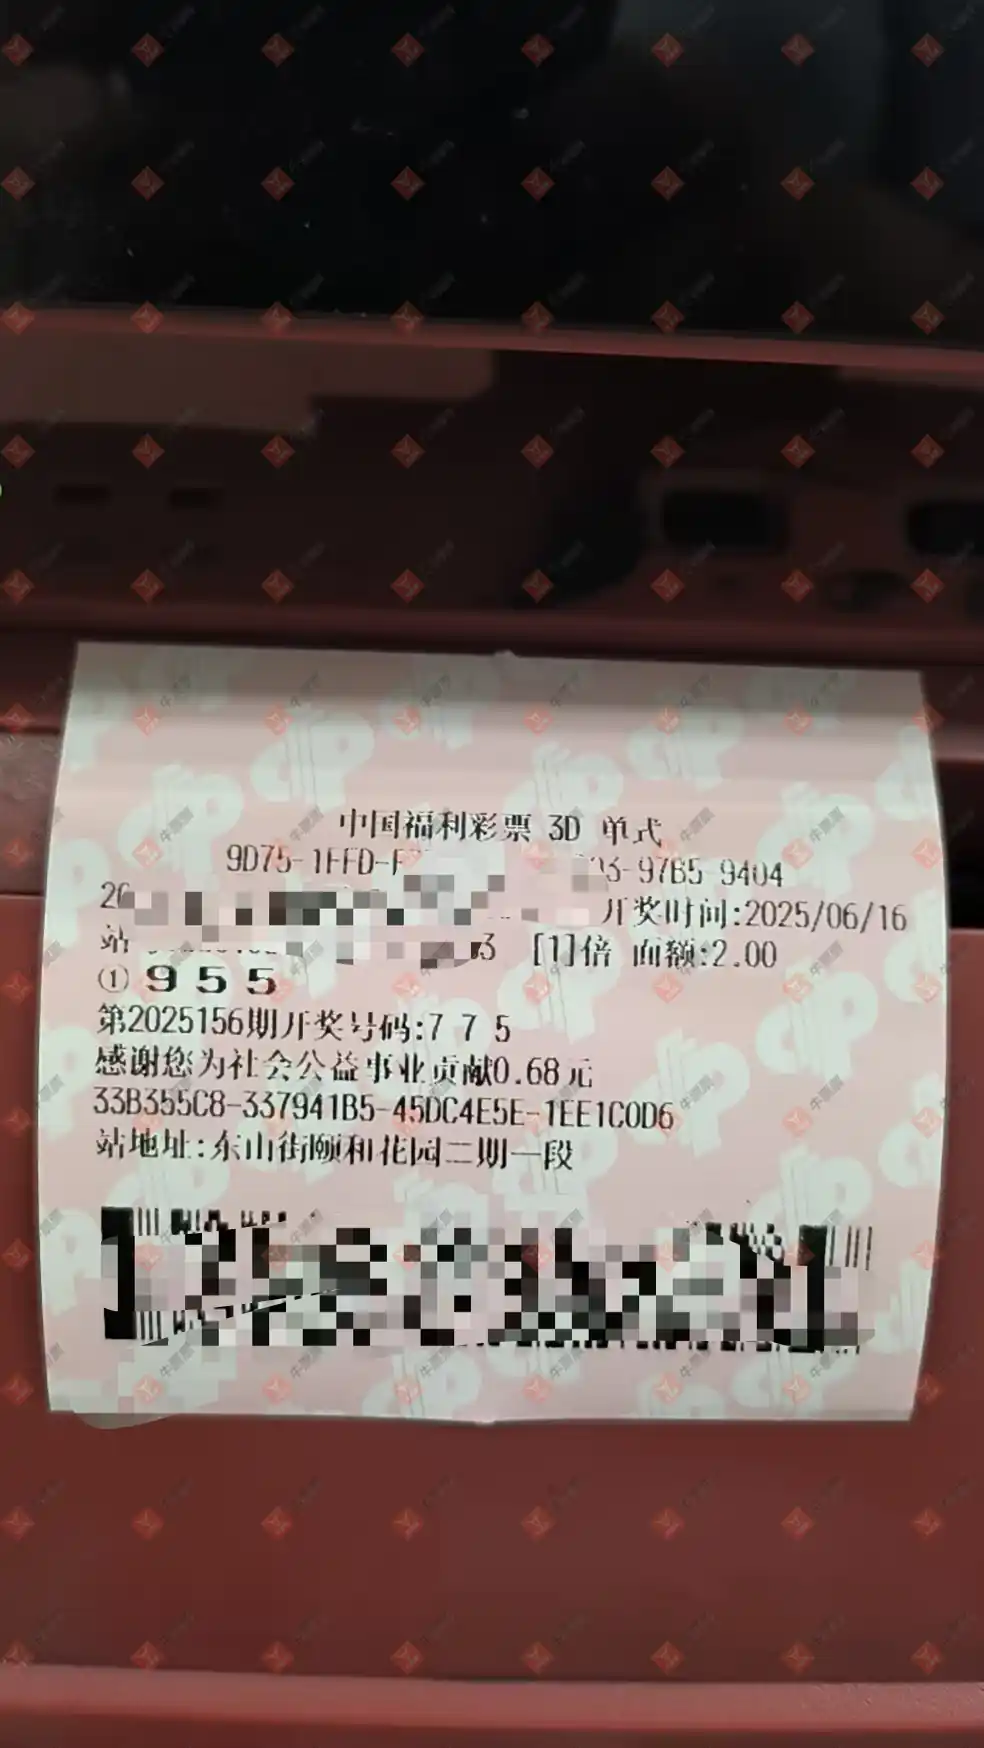 中国福利彩票 3D 单式
9D75-1FFD-F 03-97B5 9404
20 开奖时间:2025/06/16
站 3 [1]倍 面额:2.00
① 9 5 5
第2025156期开奖号码:7 7 5
感谢您为社会公益事业贡献0.68元
33B355C8-337941B5-45DC4E5E-1EE1C0D6
站地址:东山街颐和花园二期一段